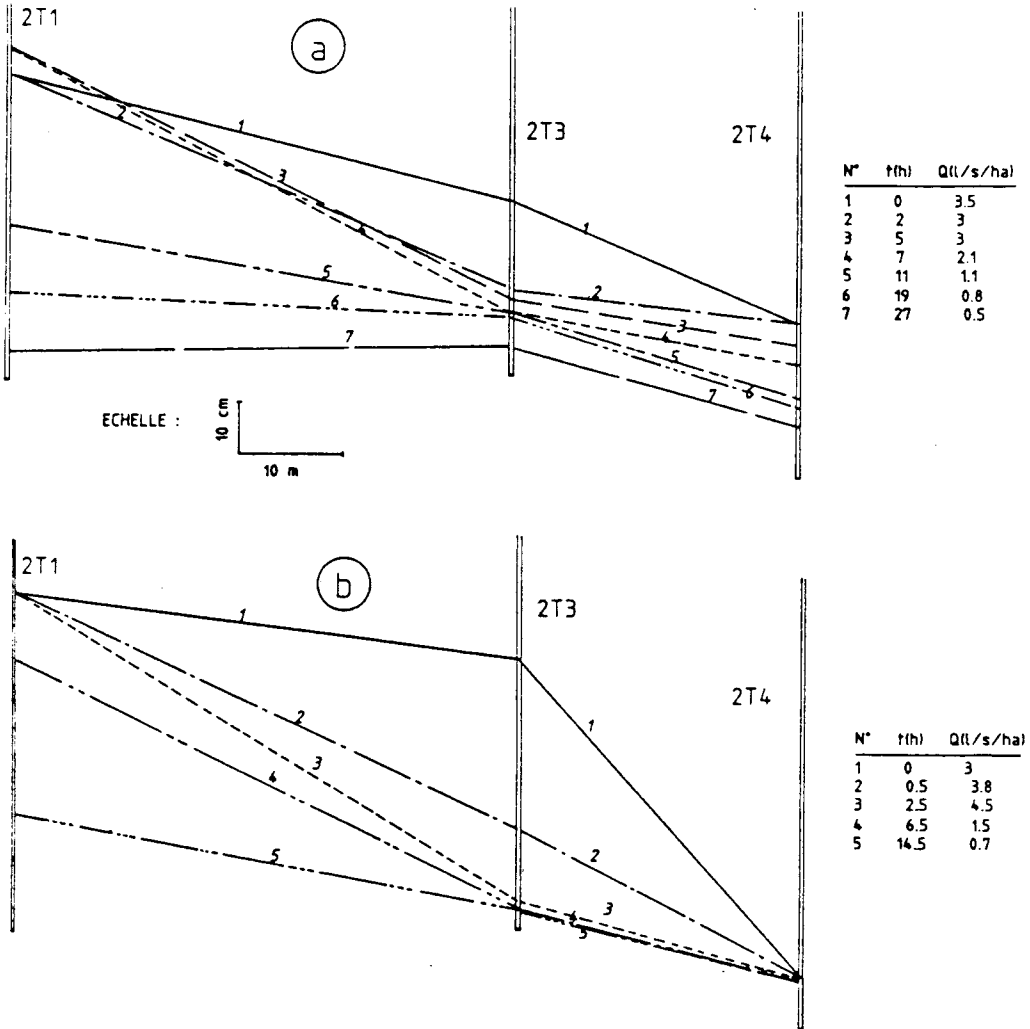 2T1
a
2T3
2T4
1
2
3
4
5
6
7
1
2
3
4
5
6
7
N° t(h) Q(l/s/ha)
1 0 3.5
2 2 3
3 5 3
4 7 2.1
5 11 1.1
6 19 0.8
7 27 0.5
ECHELLE :
10 cm
10 m
2T1
b
2T3
2T4
1
2
3
4
5
1
2
3
4
5
N° t(h) Q(l/s/ha)
1 0 3
2 0.5 3.8
3 2.5 4.5
4 6.5 1.5
5 14.5 0.7